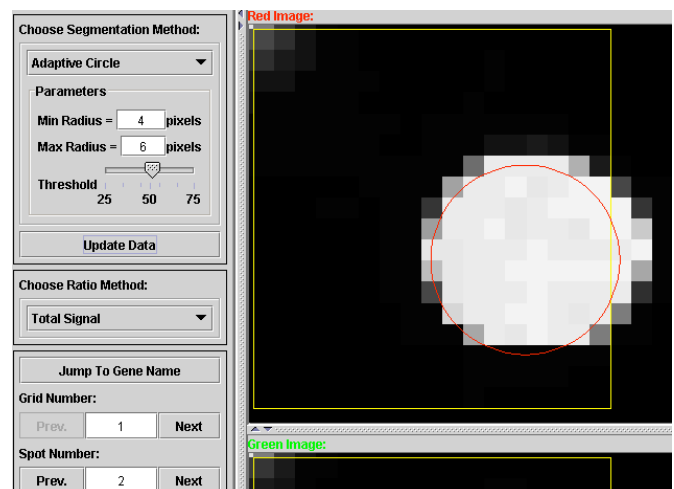 Choose Segmentation Method:
Adaptive Circle
Parameters
Min Radius = 4 pixels
Max Radius = 6 pixels
Threshold
25 50 75
Update Data
Choose Ratio Method:
Total Signal
Jump To Gene Name
Grid Number:
Prev. 1 Next
Spot Number:
Prev. 2 Next
Red Image:
Green Image: